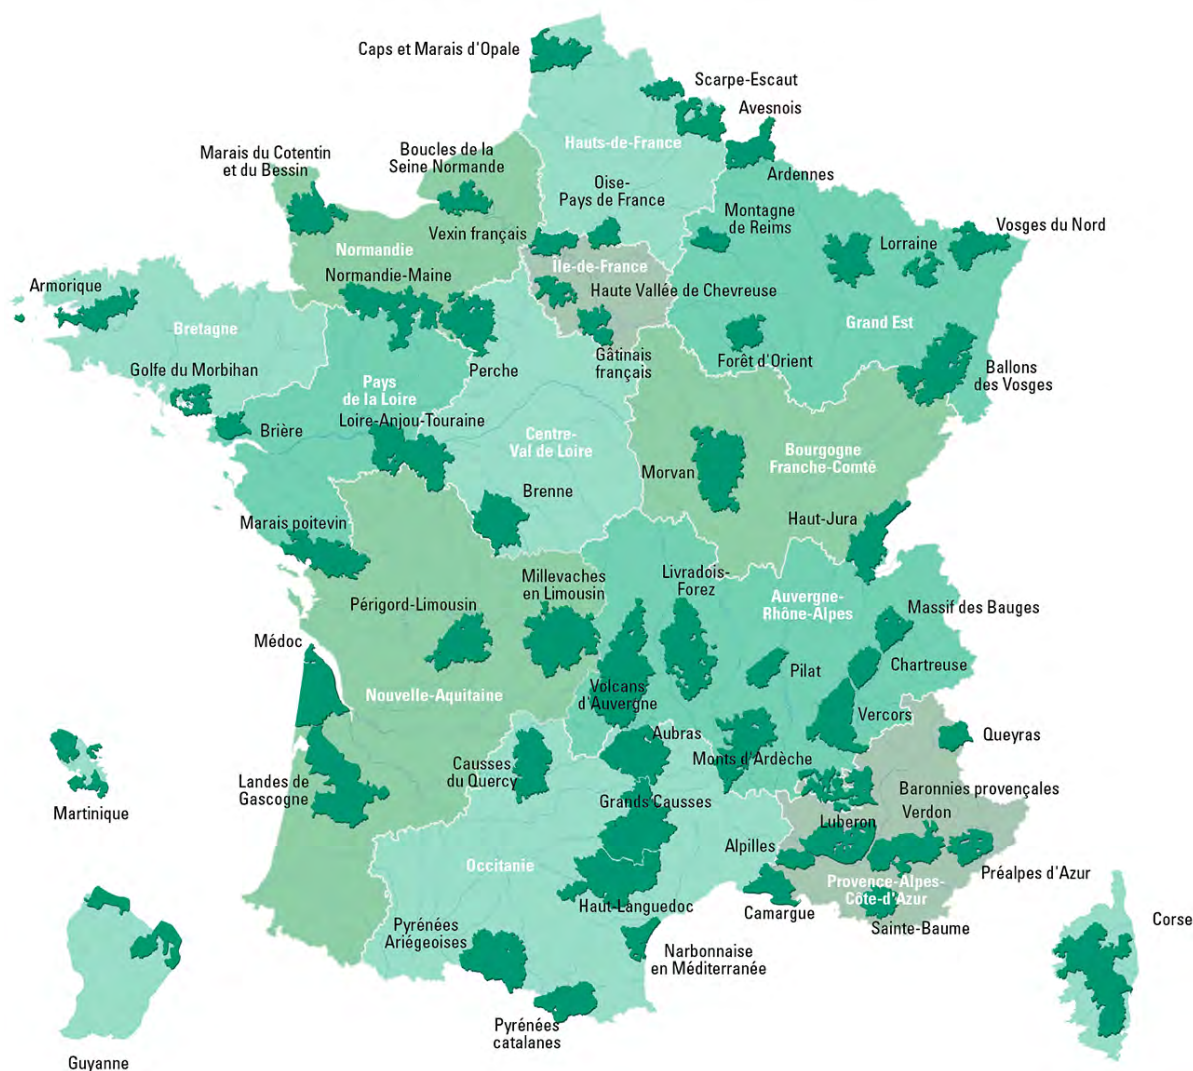 Caps et Marais d'Opale
Scarpe-Escaut
Avesnois
Hauts-de-France
Marais du Cotentin
et du Bessin
Boucles de la
Seine Normande
Ardennes
Oise-
Pays de France
Montagne
de Reims
Vosges du Nord
Lorraine
Vexin français
Normandie
Île-de-France
Normandie-Maine
Haute Vallée de Chevreuse
Armorique
Bretagne
Grand Est
Golfe du Morbihan
Gâtinais
français
Forêt d'Orient
Ballons
des Vosges
Perche
Pays
de la Loire
Brière
Loire-Anjou-Touraine
Centre-
Val de Loire
Bourgogne
Franche-Comté
Morvan
Brenne
Marais poitevin
Haut-Jura
Millevaches
en Limousin
Livradois-
Forez
Auvergne-
Rhône-Alpes
Massif des Bauges
Périgord-Limousin
Médoc
Chartreuse
Pilat
Nouvelle-Aquitaine
Volcans
d'Auvergne
Vercors
Aubras
Queyras
Causses
du Quercy
Monts d'Ardèche
Landes de
Gascogne
Baronnies provençales
Martinique
Grands Causses
Luberon
Verdon
Alpilles
Occitanie
Préalpes d'Azur
Provence-Alpes-
Côte-d'Azur
Haut-Languedoc
Camargue
Sainte-Baume
Corse
Pyrénées
Ariégeoises
Narbonnaise
en Méditerranée
Pyrénées
catalanes
Guyanne